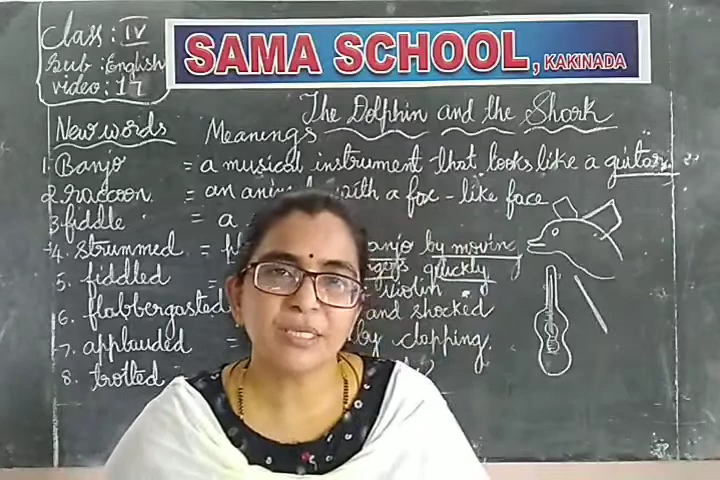 Class : IV
Sub : English
video : 17
SAMA SCHOOL, KAKINADA
The Dolphin and the Shark
New words Meanings
1. Banjo = a musical instrument that looks like a guitar
2. raccoon = an animal with a fox-like face
3. fiddle = a
4. strummed = banjo by moving
quickly
5. fiddled = violin
6. flabbergasted and shocked
7. applauded = by clapping.
8. trotted